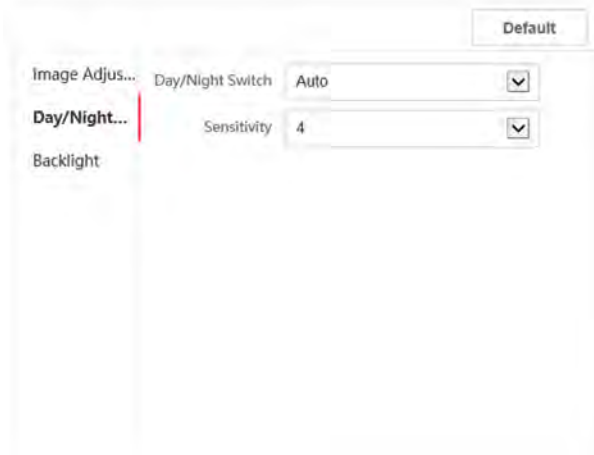 Default
Image Adjus...
Day/Night Switch
Auto
Day/Night...
Sensitivity
4
Backlight